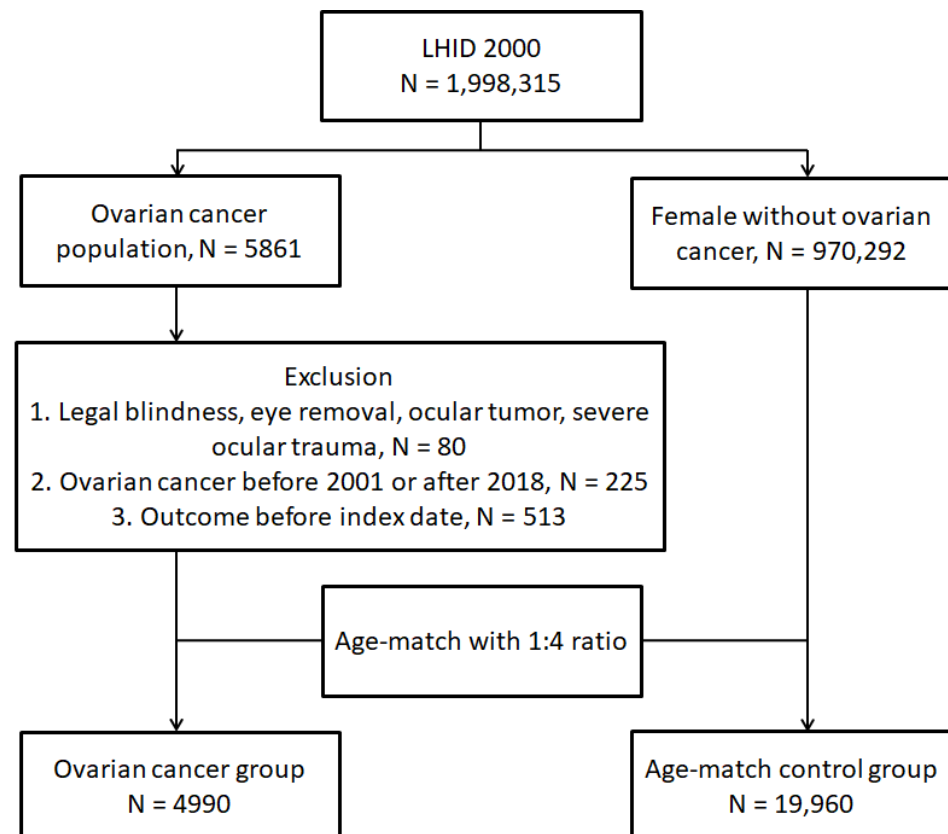 LHID 2000
N = 1,998,315
Ovarian cancer
population, N = 5861
Female without ovarian
cancer, N = 970,292
Exclusion
1. Legal blindness, eye removal, ocular tumor, severe
ocular trauma, N = 80
2. Ovarian cancer before 2001 or after 2018, N = 225
3. Outcome before index date, N = 513
Age-match with 1:4 ratio
Ovarian cancer group
N = 4990
Age-match control group
N = 19,960